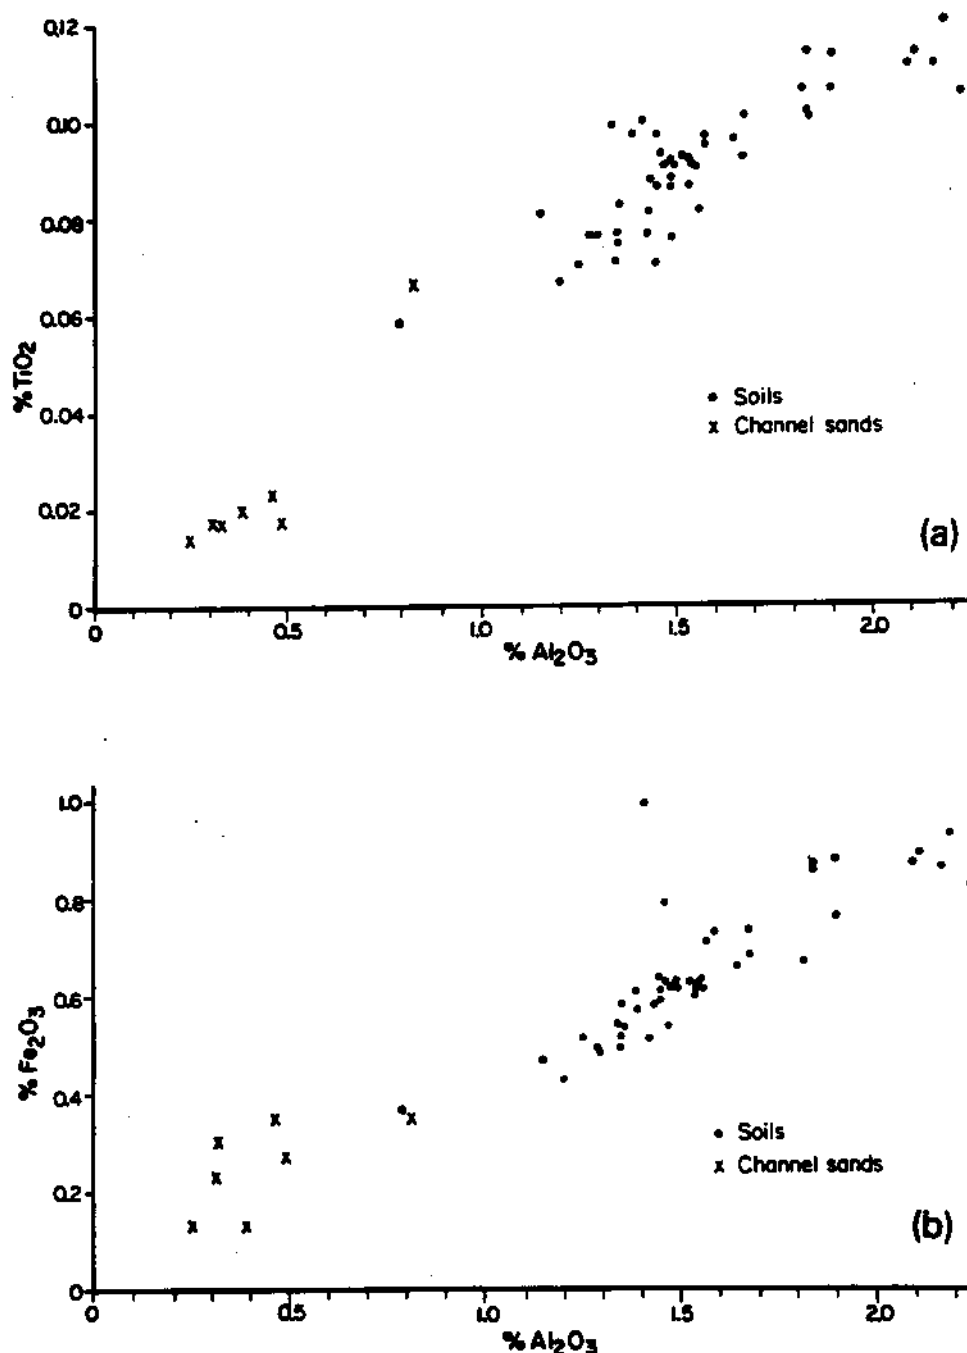 0.12
0.10
0.08
0.06
0.04
0.02
0
% TiO2
• Soils
x Channel sands
(a)
0 0.5 1.0 1.5 2.0
% Al2O3
1.0
0.8
0.6
0.4
0.2
0
% Fe2O3
• Soils
x Channel sands
(b)
0 0.5 1.0 1.5 2.0
% Al2O3